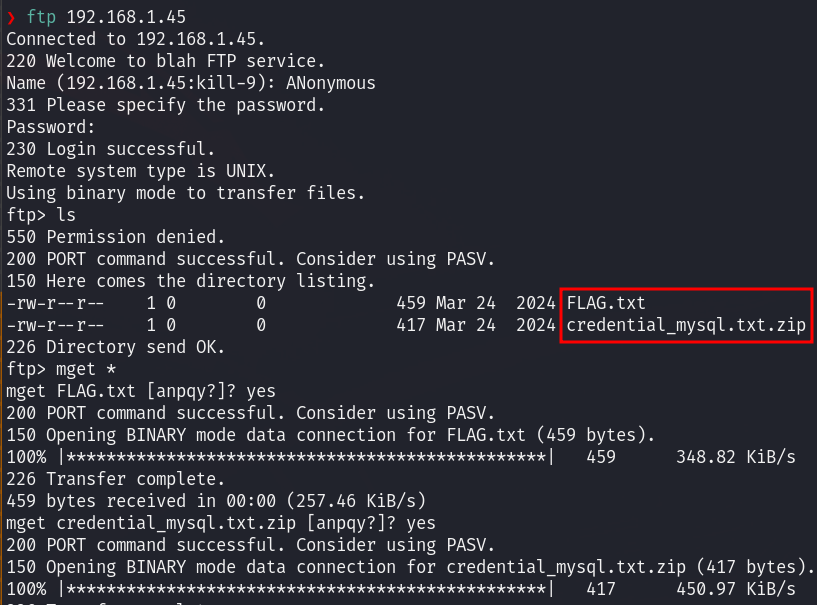 ❯ ftp 192.168.1.45
Connected to 192.168.1.45.
220 Welcome to blah FTP service.
Name (192.168.1.45:kill-9): ANonymous
331 Please specify the password.
Password:
230 Login successful.
Remote system type is UNIX.
Using binary mode to transfer files.
ftp> ls
550 Permission denied.
200 PORT command successful. Consider using PASV.
150 Here comes the directory listing.
-rw-r--r--    1 0        0             459 Mar 24  2024 FLAG.txt
-rw-r--r--    1 0        0             417 Mar 24  2024 credential_mysql.txt.zip
226 Directory send OK.
ftp> mget *
mget FLAG.txt [anpqy?]? yes
200 PORT command successful. Consider using PASV.
150 Opening BINARY mode data connection for FLAG.txt (459 bytes).
100% |***********************************************|   459      348.82 KiB/s
226 Transfer complete.
459 bytes received in 00:00 (257.46 KiB/s)
mget credential_mysql.txt.zip [anpqy?]? yes
200 PORT command successful. Consider using PASV.
150 Opening BINARY mode data connection for credential_mysql.txt.zip (417 bytes).
100% |***********************************************|   417      450.97 KiB/s